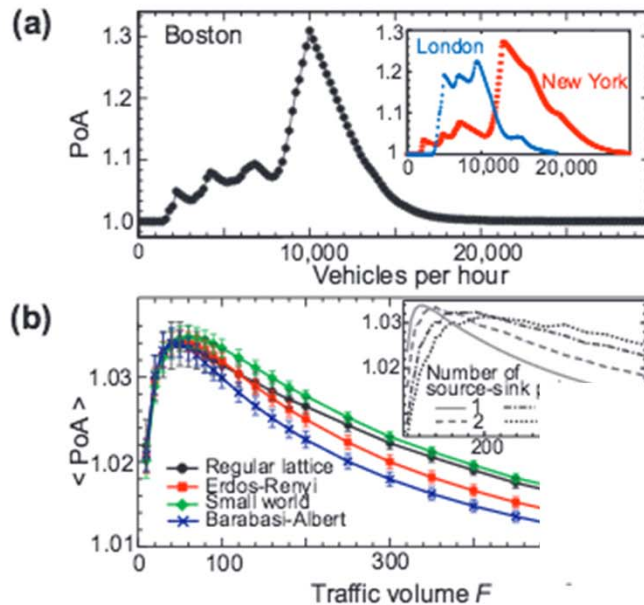 (a)
Boston
PoA
1.3
1.2
1.1
1.0
0
10,000
20,000
Vehicles per hour
London
New York
1.3
1.2
1.1
1
0
10,000
20,000
(b)
< PoA >
1.03
1.02
1.01
0
100
300
Traffic volume F
Regular lattice
Erdos-Renyi
Small world
Barabasi-Albert
1.03
1.02
Number of
source-sink
1
2
200